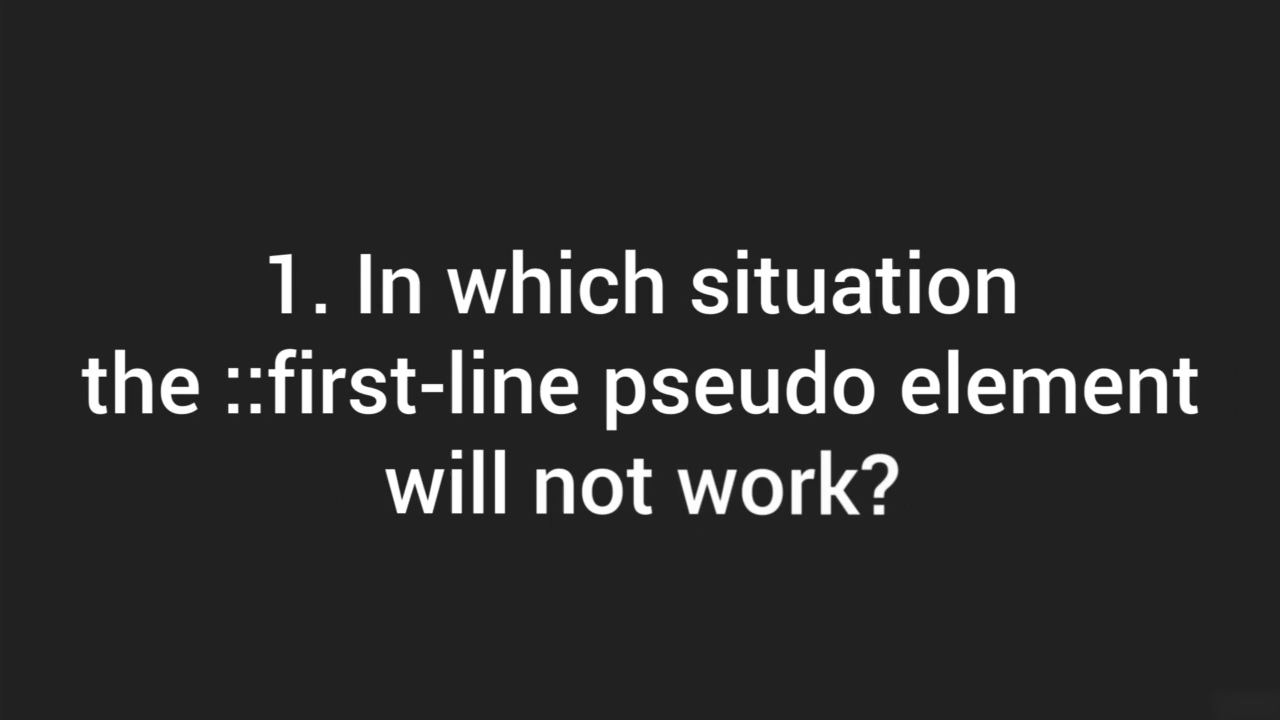 1. In which situation
the ::first-line pseudo element
will not work?